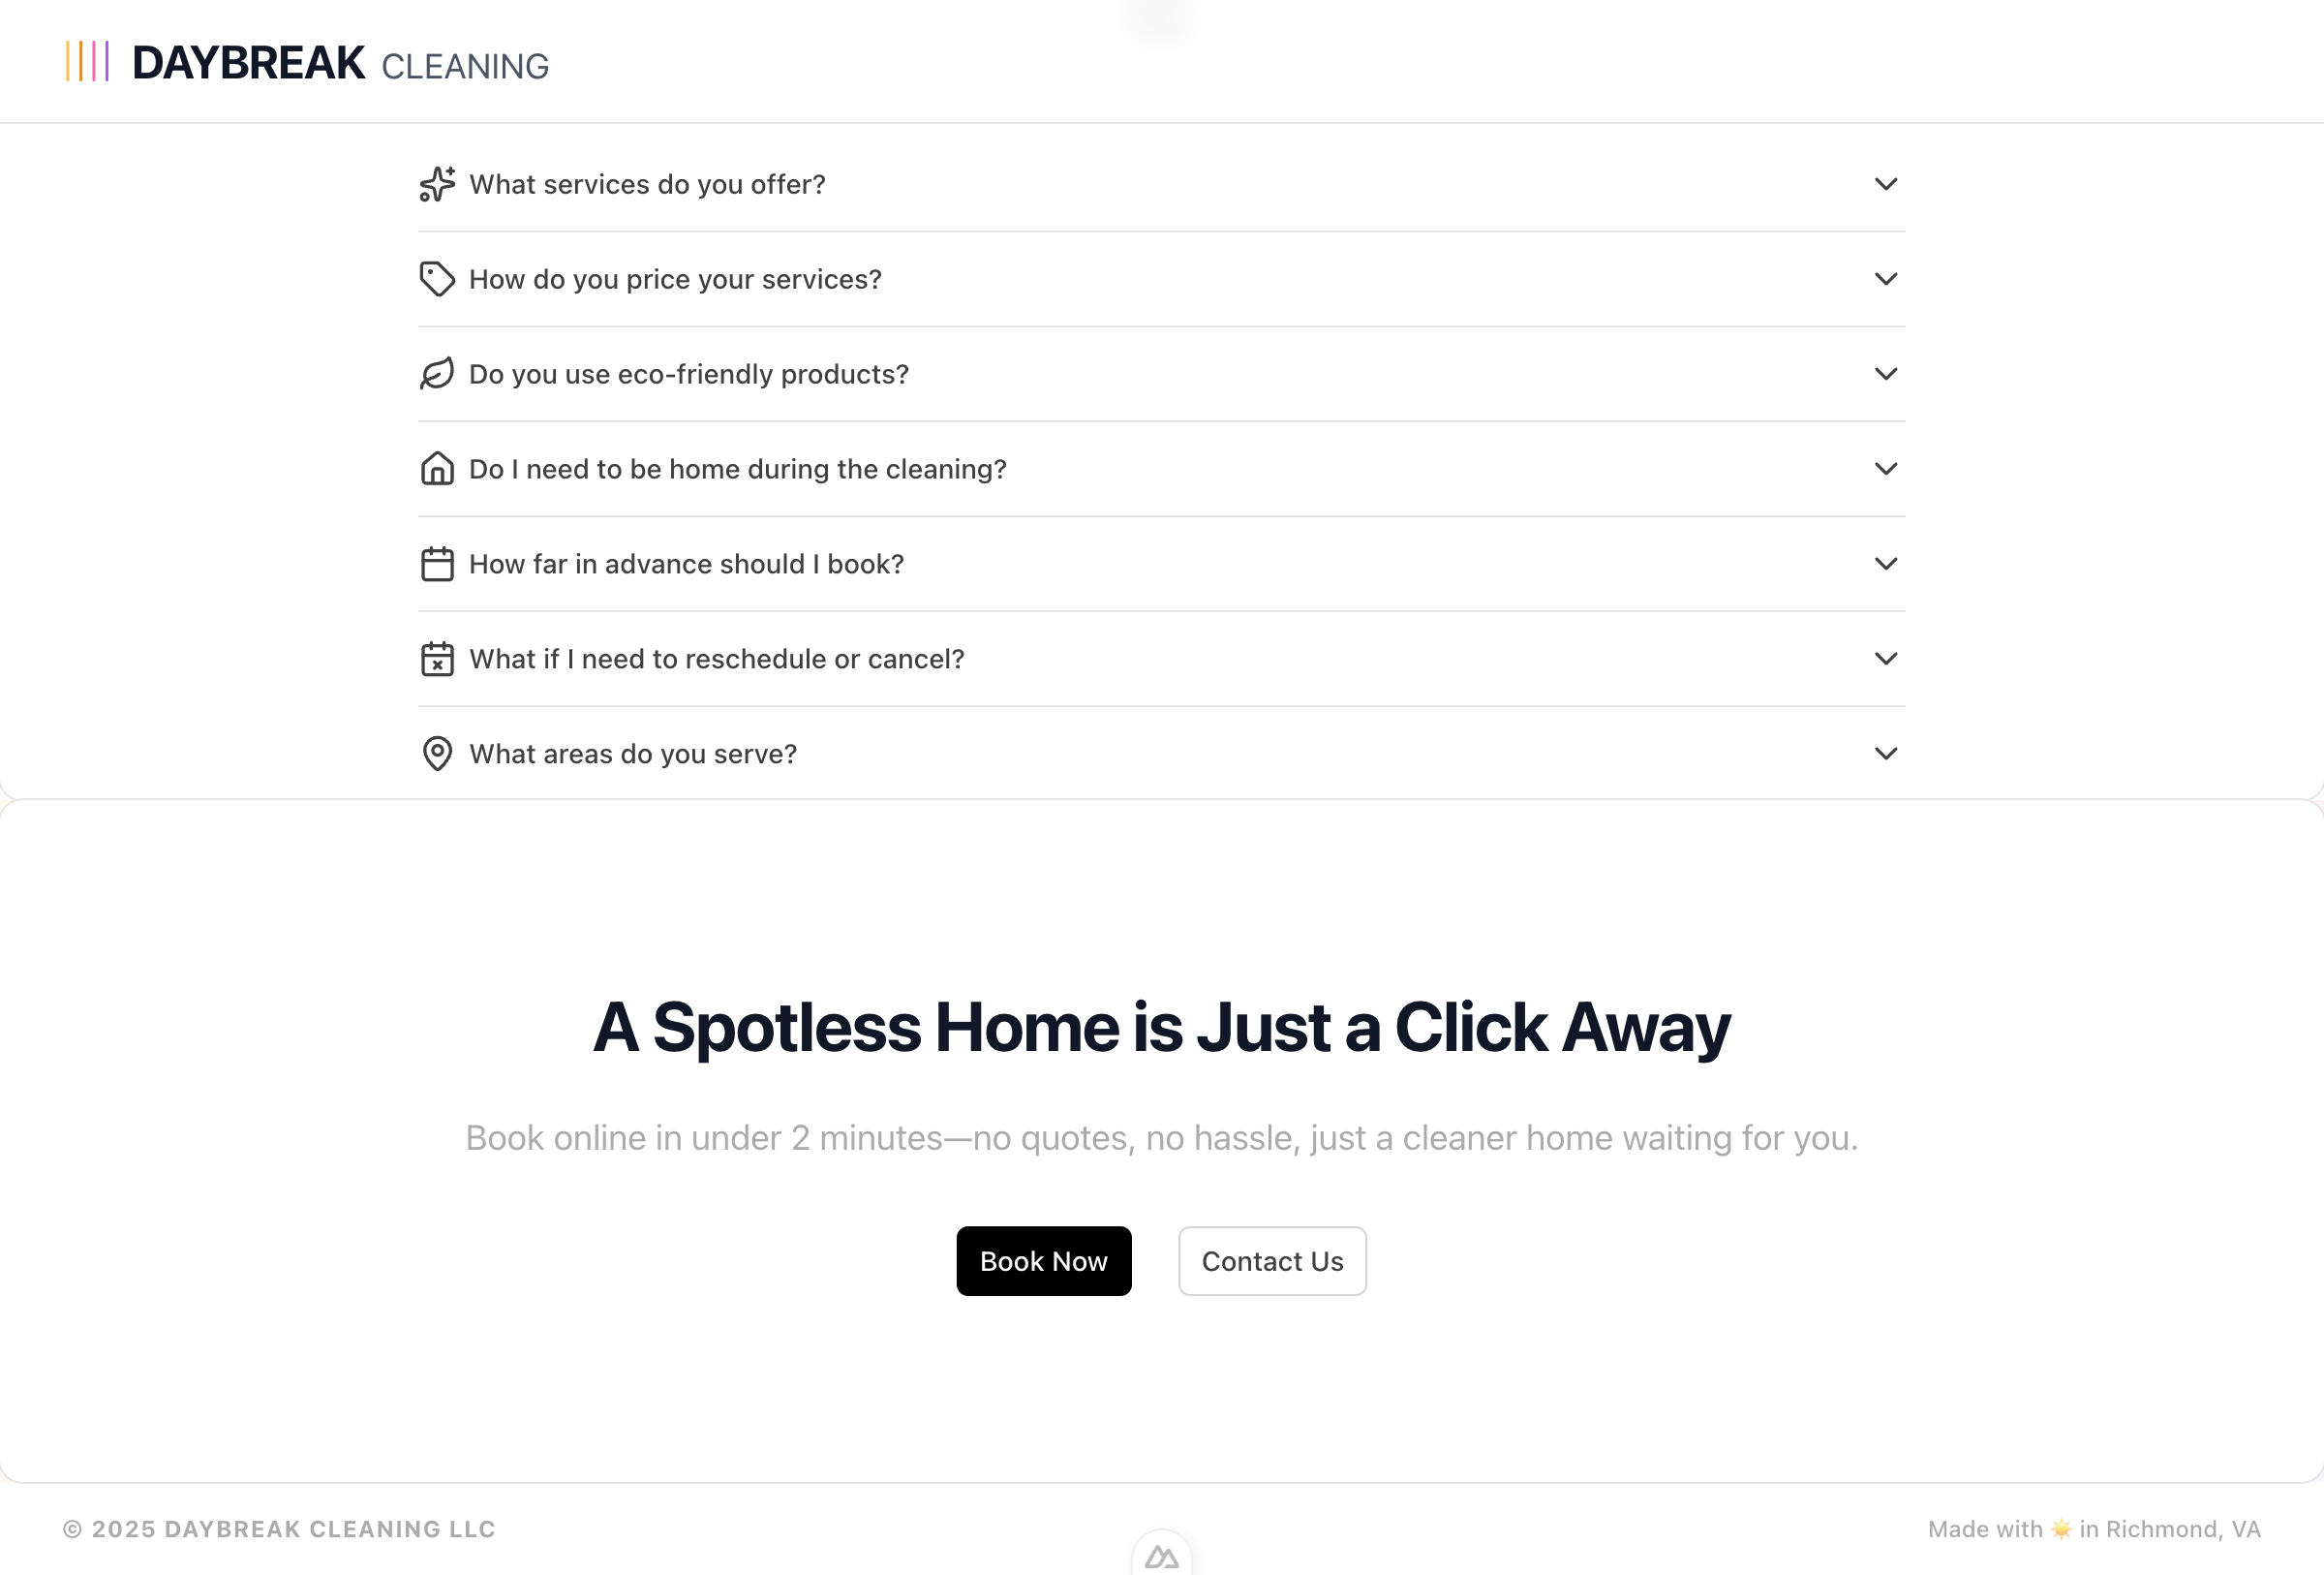 DAYBREAK CLEANING
What services do you offer?
How do you price your services?
Do you use eco-friendly products?
Do I need to be home during the cleaning?
How far in advance should I book?
What if I need to reschedule or cancel?
What areas do you serve?
A Spotless Home is Just a Click Away
Book online in under 2 minutes—no quotes, no hassle, just a cleaner home waiting for you.
Book Now
Contact Us
© 2025 DAYBREAK CLEANING LLC
Made with ☀️ in Richmond, VA